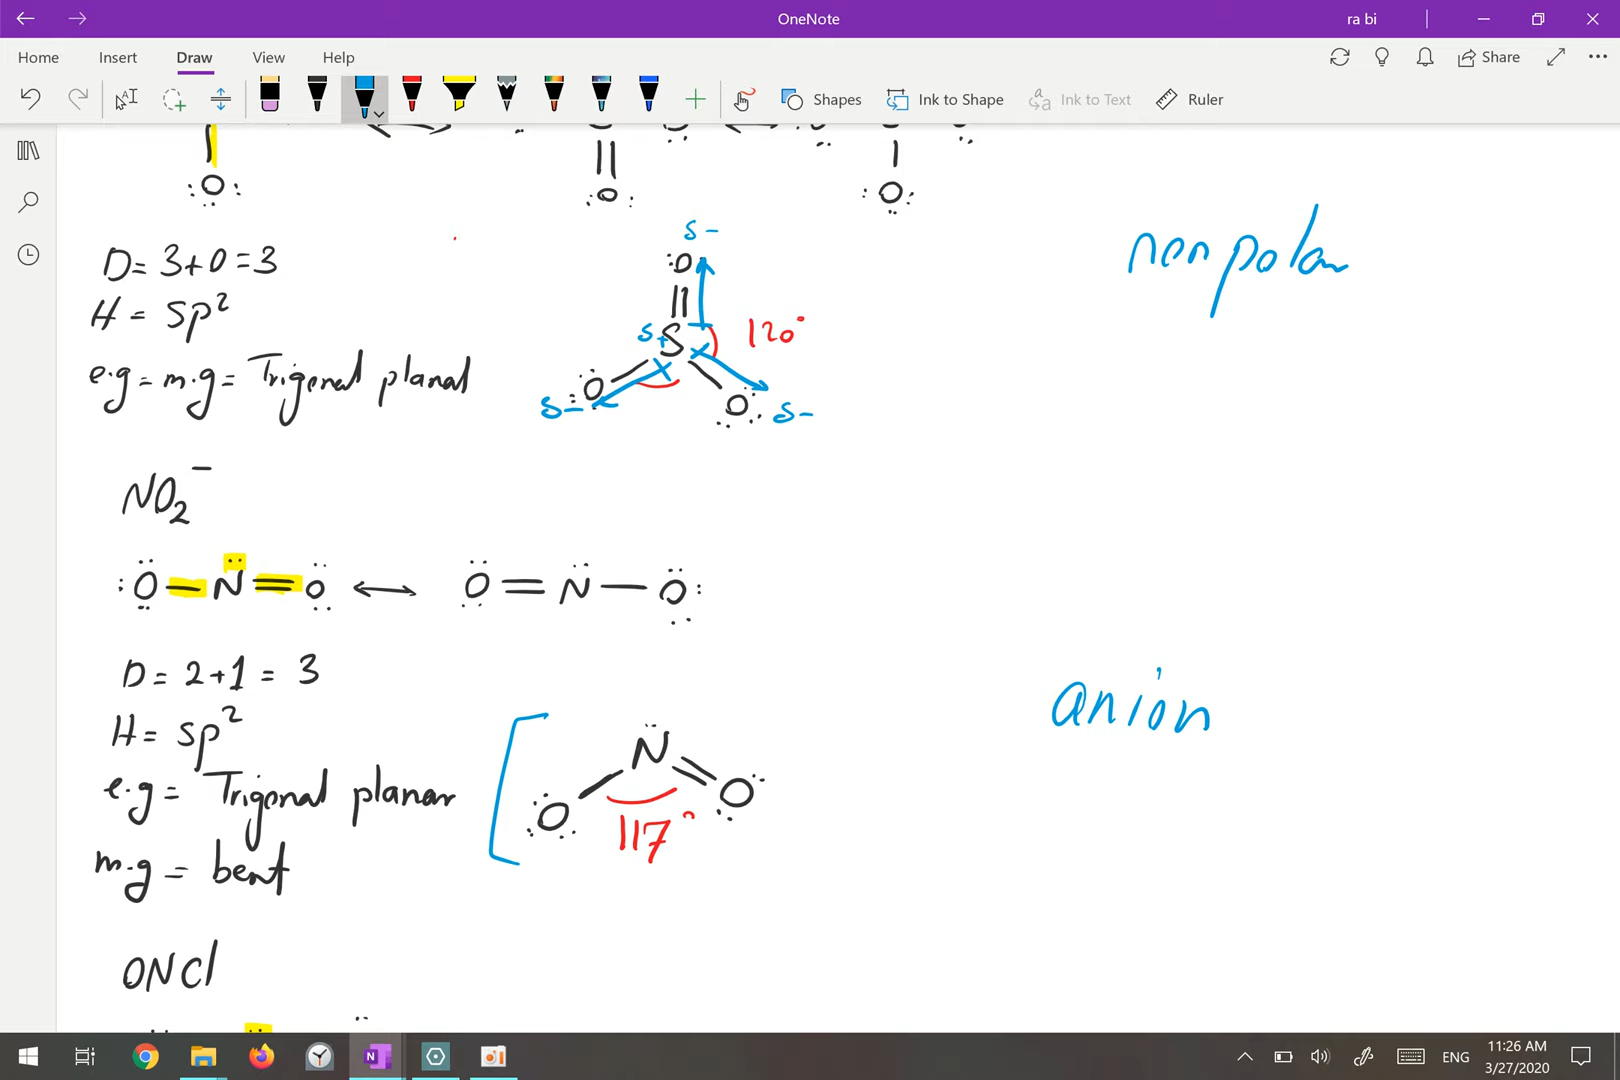 OneNote
ra bi
Home Insert Draw View Help
Share
Shapes
Ink to Shape
Ink to Text
Ruler
:O:
:O:
:O:
D = 3+0 = 3
H = sp²
e.g = m.g = Trigonal planal
S-
:O
S+
S
120°
O
S-
O
S-
nonpolar
NO₂⁻
:O — N = O ↔ O = N — O:
D = 2+1 = 3
H = sp²
e.g = Trigonal planar
m.g = bent
N
O
O
117°
anion
ONCl
ENG
11:26 AM
3/27/2020